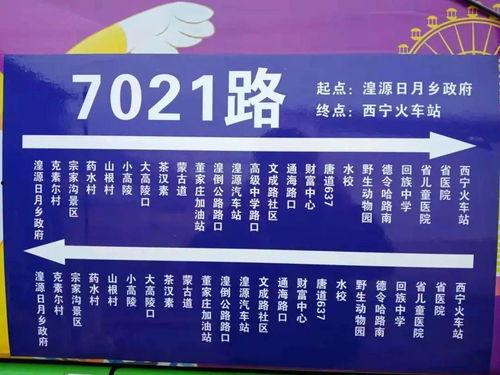 7021路
起点：湟源日月乡政府
终点：西宁火车站
湟源日月乡政府
克素尔村
宗家沟景区
药水村
山根村
小高陵
大高陵口
茶汉素
蒙古道
董家庄加油站
湟倒公路路口
湟源汽车站
高级中学路口
文成路社区
通海路口
财富中心
唐道637
水校
野生动物园
德令哈路南
回族中学
省儿童医院
省医院
西宁火车站
湟源日月乡政府
克素尔村
宗家沟景区
药水村
山根村
小高陵
大高陵口
茶汉素
蒙古道
董家庄加油站
湟倒公路路口
湟源汽车站
文成路社区
通海路口
财富中心
唐道637
水校
野生动物园
德令哈路南
回族中学
省儿童医院
省医院
西宁火车站